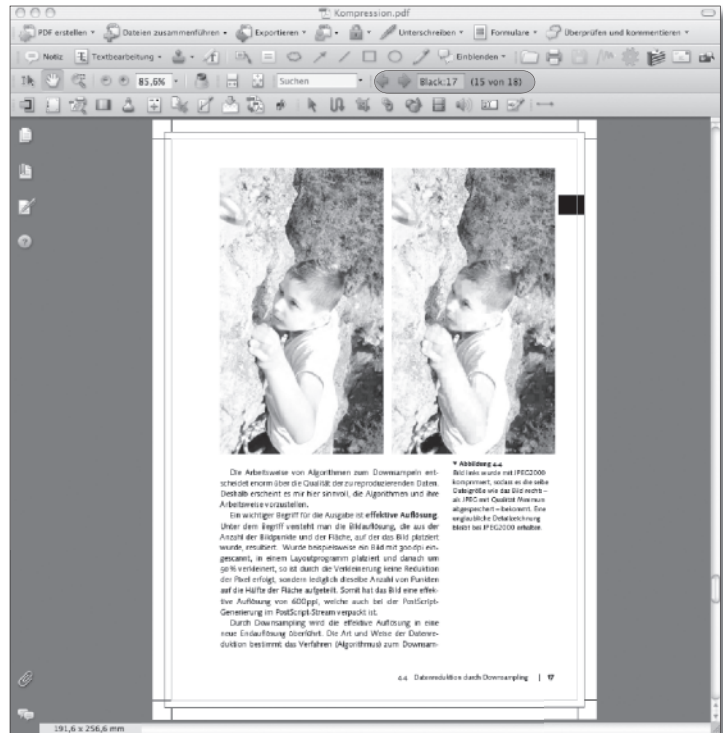 Kompression.pdf
PDF erstellen Dateien zusammenführen Exportieren Unterschreiben Formulare Überprüfen und kommentieren
Notiz Textbearbeitung Einblenden
85,6% Suchen Black:17 (15 von 18)
Die Arbeitsweise von Algorithmen zum Downsampeln ent-
scheidet enorm über die Qualität der zu reproduzierenden Daten.
Deshalb erscheint es mir hier sinnvoll, die Algorithmen und ihre
Arbeitsweise vorzustellen.
Ein wichtiger Begriff für die Ausgabe ist effektive Auflösung.
Unter dem Begriff versteht man die Bildauflösung, die aus der
Anzahl der Bildpunkte und der Fläche, auf der das Bild platziert
wurde, resultiert. Wurde beispielsweise ein Bild mit 300dpi ein-
gescannt, in einem Layoutprogramm platziert und danach um
50% verkleinert, so ist durch die Verkleinerung keine Reduktion
der Pixel erfolgt, sondern lediglich dieselbe Anzahl von Punkten
auf die Hälfte der Fläche aufgeteilt. Somit hat das Bild eine effek-
tive Auflösung von 600ppi, welche auch bei der PostScript-
Generierung im PostScript-Stream verpackt ist.
Durch Downsampling wird die effektive Auflösung in eine
neue Endauflösung überführt. Die Art und Weise der Datenre-
duktion bestimmt das Verfahren (Algorithmus) zum Downsam-
▼ Abbildung 4.4
Bild links wurde mit JPEG2000
komprimiert, sodass es die selbe
Dateigröße wie das Bild rechts –
als JPEG mit Qualität Minimum
abgespeichert – bekommt. Eine
unglaubliche Detailzeichnung
bleibt bei JPEG2000 erhalten.
4.4 Datenreduktion durch Downsampling | 17
191,6 x 256,6 mm